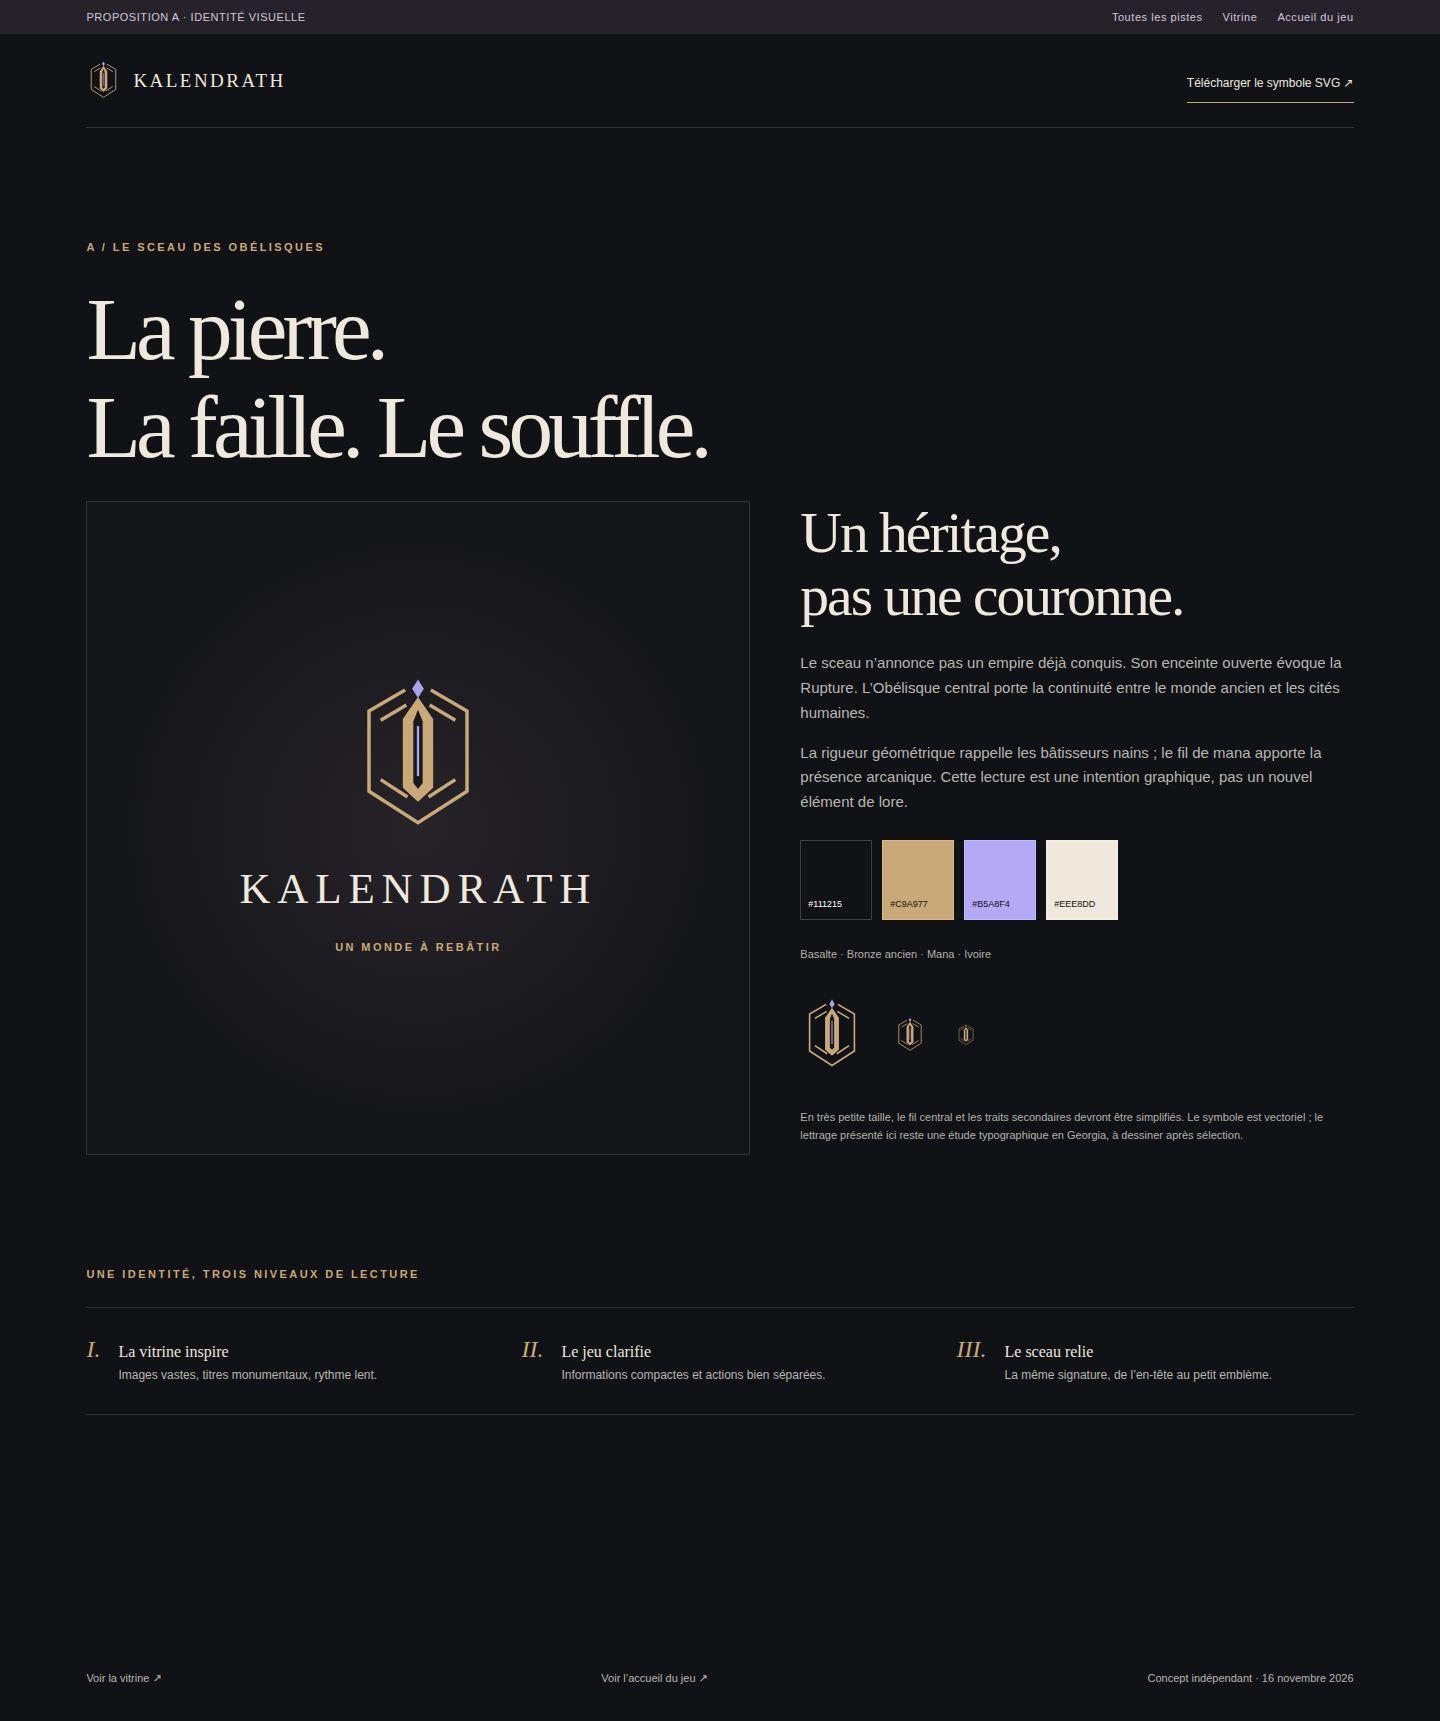 PROPOSITION A · IDENTITÉ VISUELLE
Toutes les pistes
Vitrine
Accueil du jeu
KALENDRATH
Télécharger le symbole SVG ↗
A / LE SCEAU DES OBÉLISQUES
La pierre.
La faille. Le souffle.
KALENDRATH
UN MONDE À REBÂTIR
Un héritage,
pas une couronne.
Le sceau n’annonce pas un empire déjà conquis. Son enceinte ouverte évoque la
Rupture. L’Obélisque central porte la continuité entre le monde ancien et les cités
humaines.
La rigueur géométrique rappelle les bâtisseurs nains ; le fil de mana apporte la
présence arcanique. Cette lecture est une intention graphique, pas un nouvel
élément de lore.
#111215
#C9A977
#B5A8F4
#EEE8DD
Basalte · Bronze ancien · Mana · Ivoire
En très petite taille, le fil central et les traits secondaires devront être simplifiés. Le symbole est vectoriel ; le
lettrage présenté ici reste une étude typographique en Georgia, à dessiner après sélection.
UNE IDENTITÉ, TROIS NIVEAUX DE LECTURE
I.
La vitrine inspire
Images vastes, titres monumentaux, rythme lent.
II.
Le jeu clarifie
Informations compactes et actions bien séparées.
III.
Le sceau relie
La même signature, de l’en-tête au petit emblème.
Voir la vitrine ↗
Voir l’accueil du jeu ↗
Concept indépendant · 16 novembre 2026